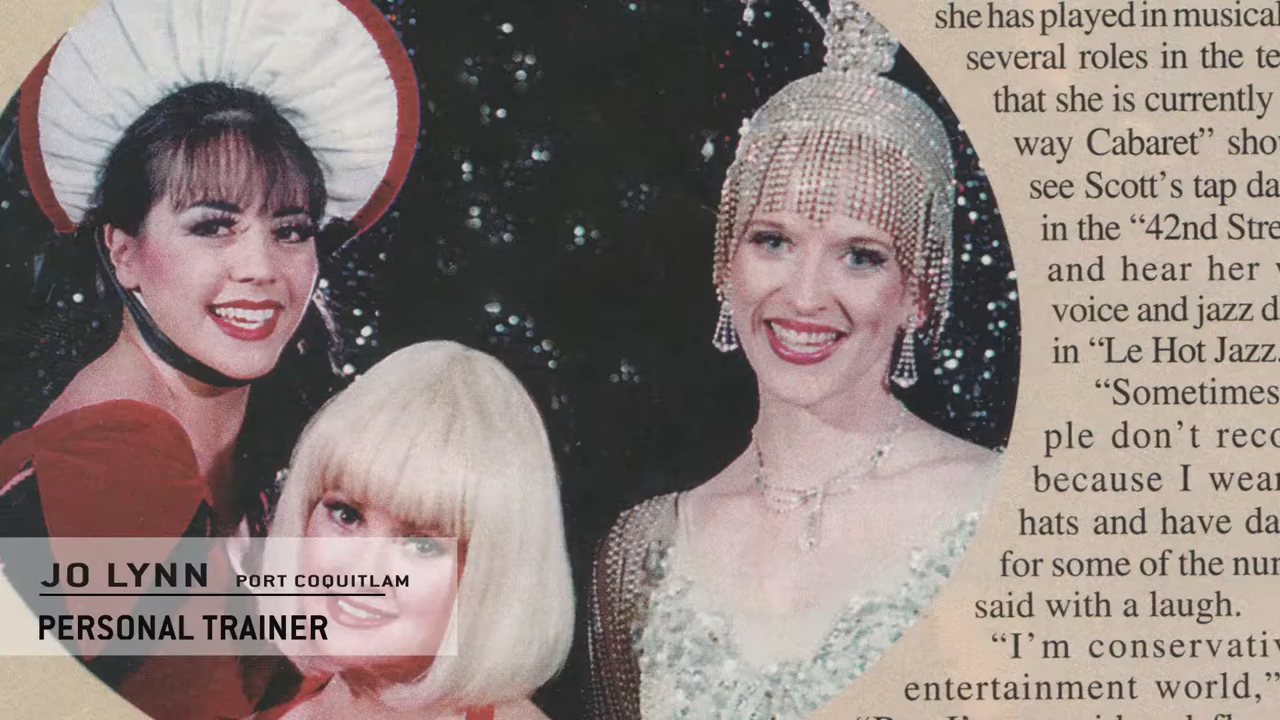 she has played in musical
several roles in the te
that she is currently
way Cabaret” sho
see Scott’s tap da
in the “42nd Stre
and hear her
voice and jazz d
in “Le Hot Jazz.
“Sometimes
ple don’t reco
because I wear
hats and have da
for some of the nu
said with a laugh.
“I’m conservativ
entertainment world,”
JO LYNN PORT COQUITLAM
PERSONAL TRAINER